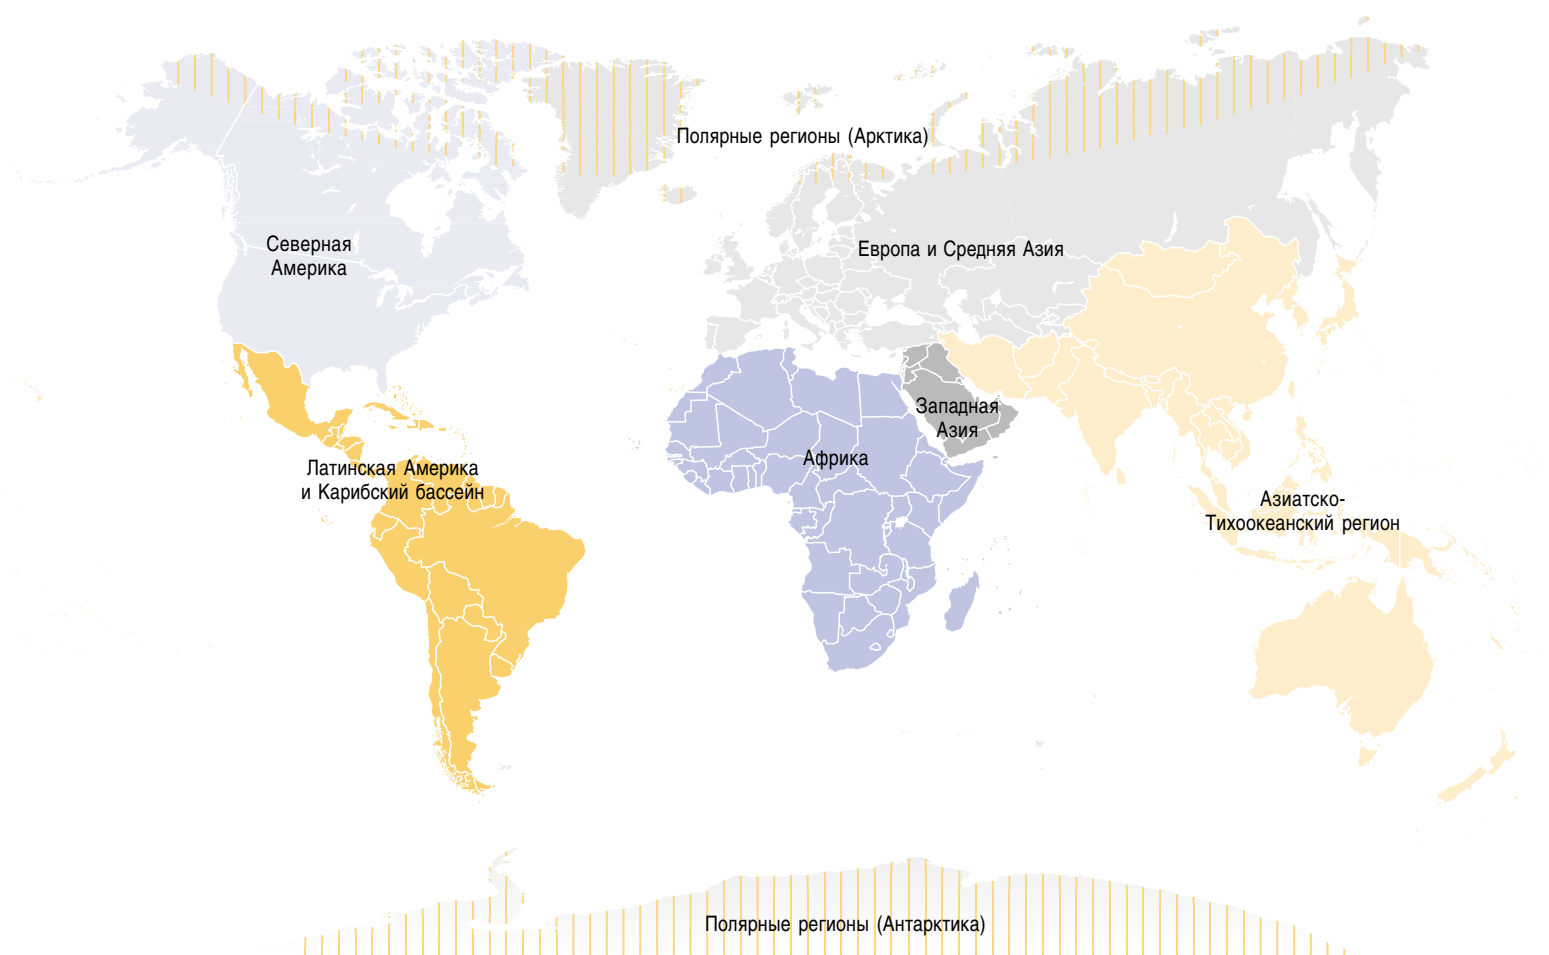 Полярные регионы (Арктика)
Северная
Америка
Европа и Средняя Азия
Западная
Азия
Африка
Латинская Америка
и Карибский бассейн
Азиатско-
Тихоокеанский регион
Полярные регионы (Антарктика)